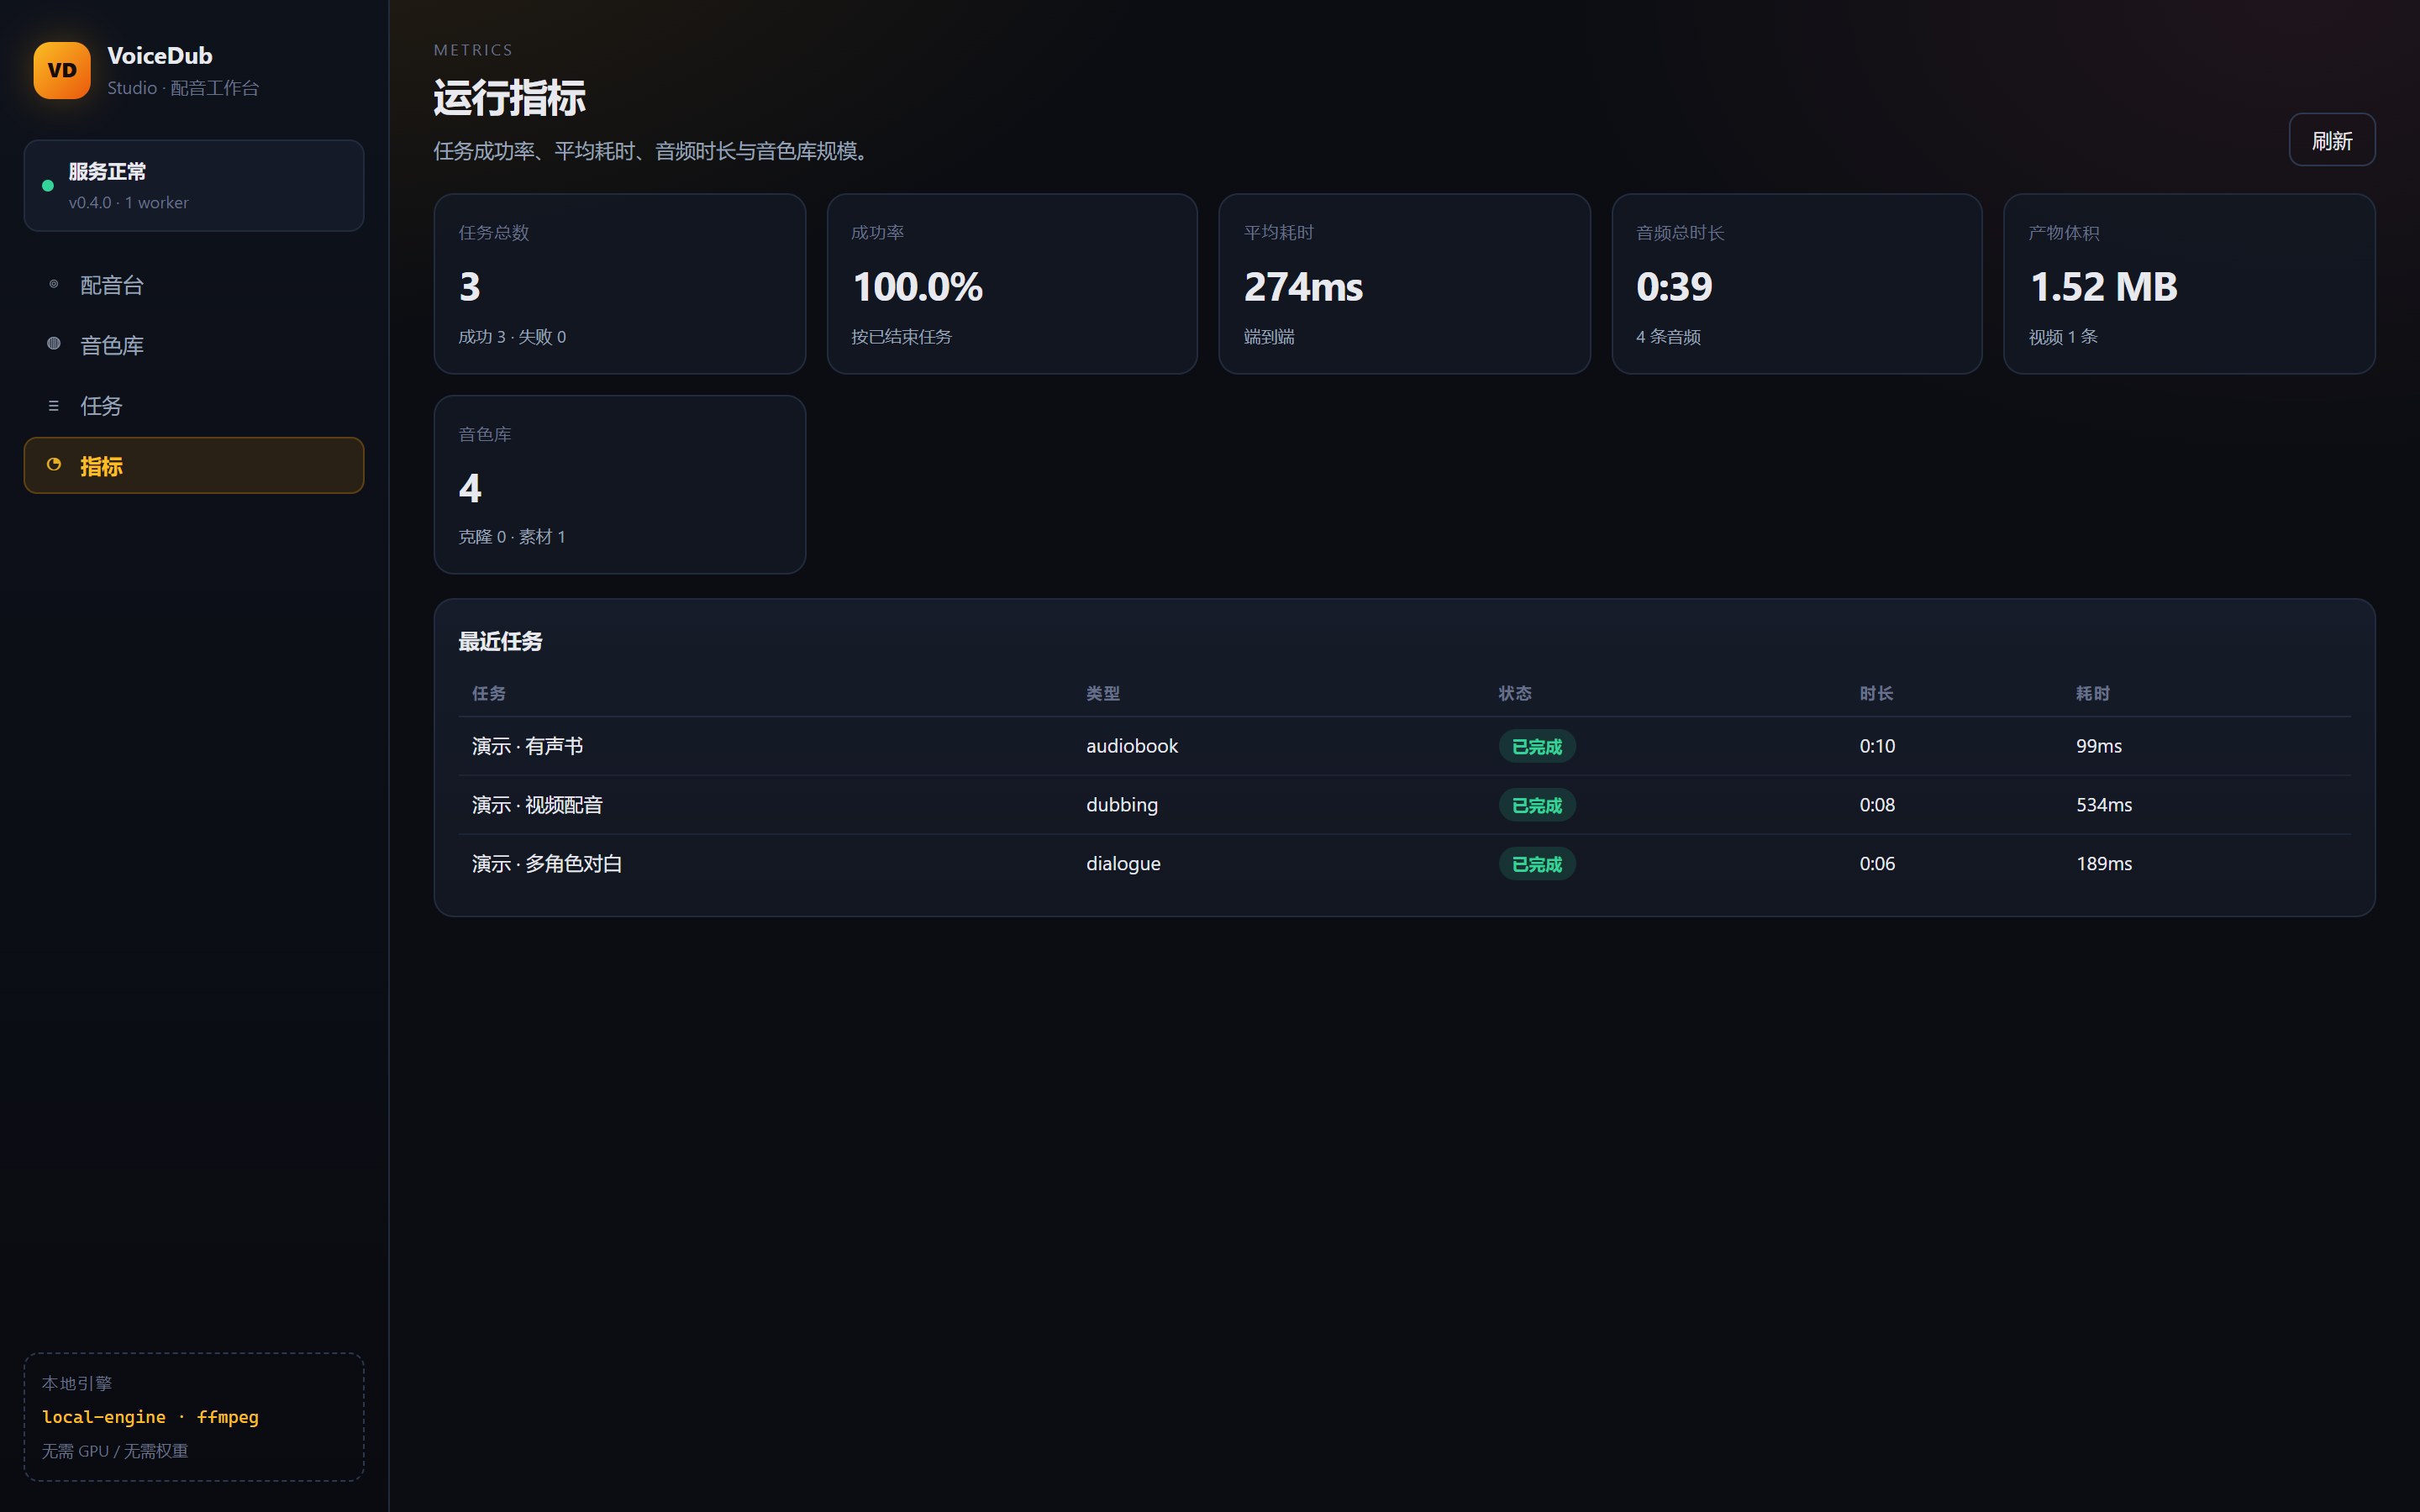 VD
VoiceDub
Studio · 配音工作台
服务正常
v0.4.0 · 1 worker
配音台
音色库
任务
指标
本地引擎
local-engine · ffmpeg
无需 GPU / 无需权重
METRICS
运行指标
任务成功率、平均耗时、音频时长与音色库规模。
刷新
任务总数
3
成功 3 · 失败 0
成功率
100.0%
按已结束任务
平均耗时
274ms
端到端
音频总时长
0:39
4 条音频
产物体积
1.52 MB
视频 1 条
音色库
4
克隆 0 · 素材 1
最近任务
任务 类型 状态 时长 耗时
演示 · 有声书 audiobook 已完成 0:10 99ms
演示 · 视频配音 dubbing 已完成 0:08 534ms
演示 · 多角色对白 dialogue 已完成 0:06 189ms